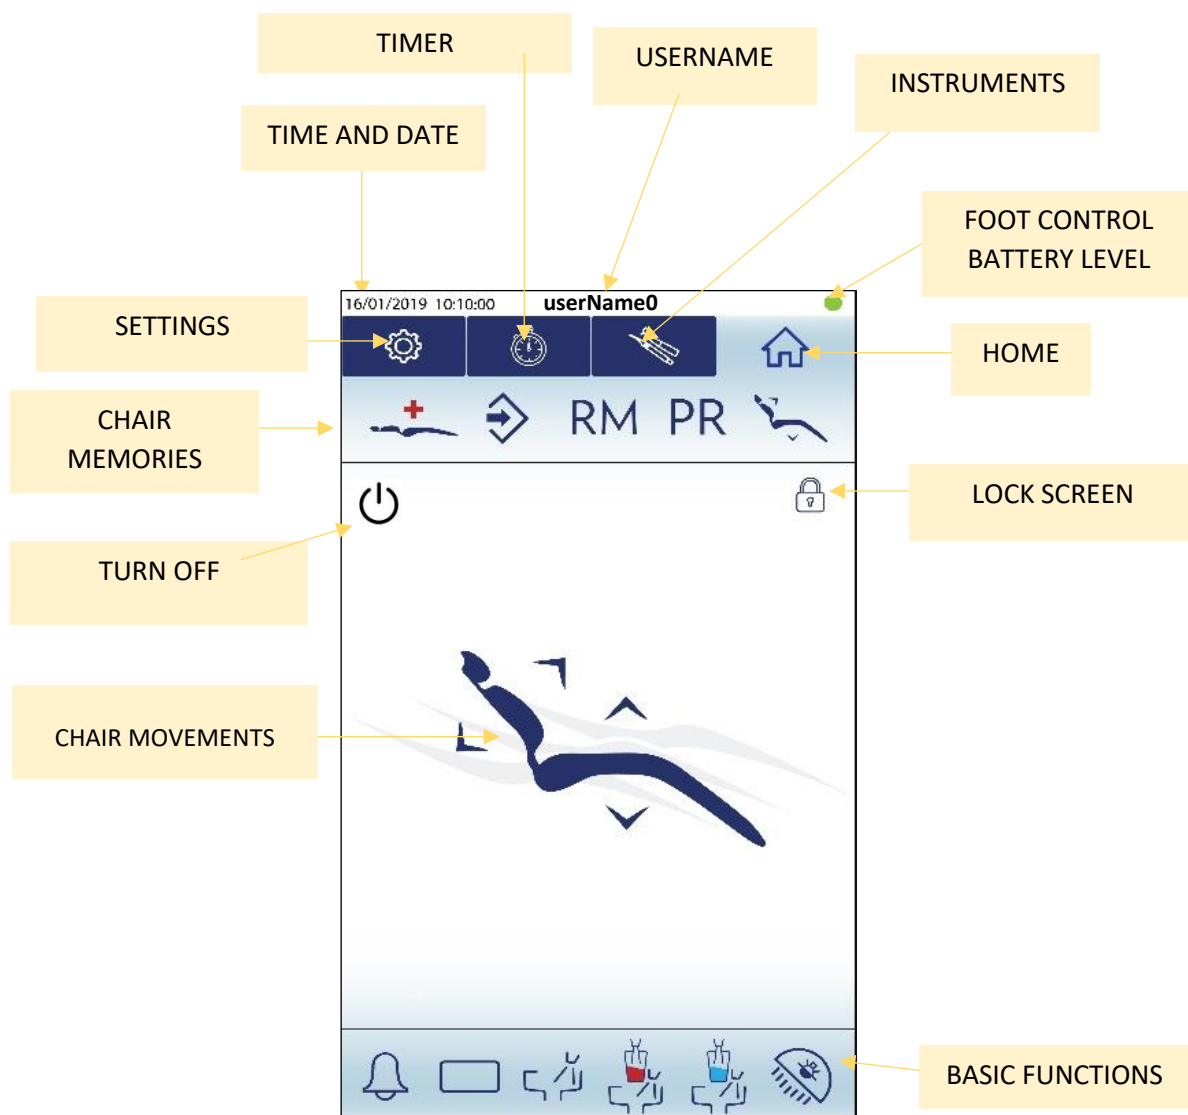 TIMER
USERNAME
INSTRUMENTS
TIME AND DATE
FOOT CONTROL
BATTERY LEVEL
16/01/2019 10:10:00 userName0
SETTINGS
HOME
CHAIR
MEMORIES
RM PR
LOCK SCREEN
TURN OFF
CHAIR MOVEMENTS
BASIC FUNCTIONS